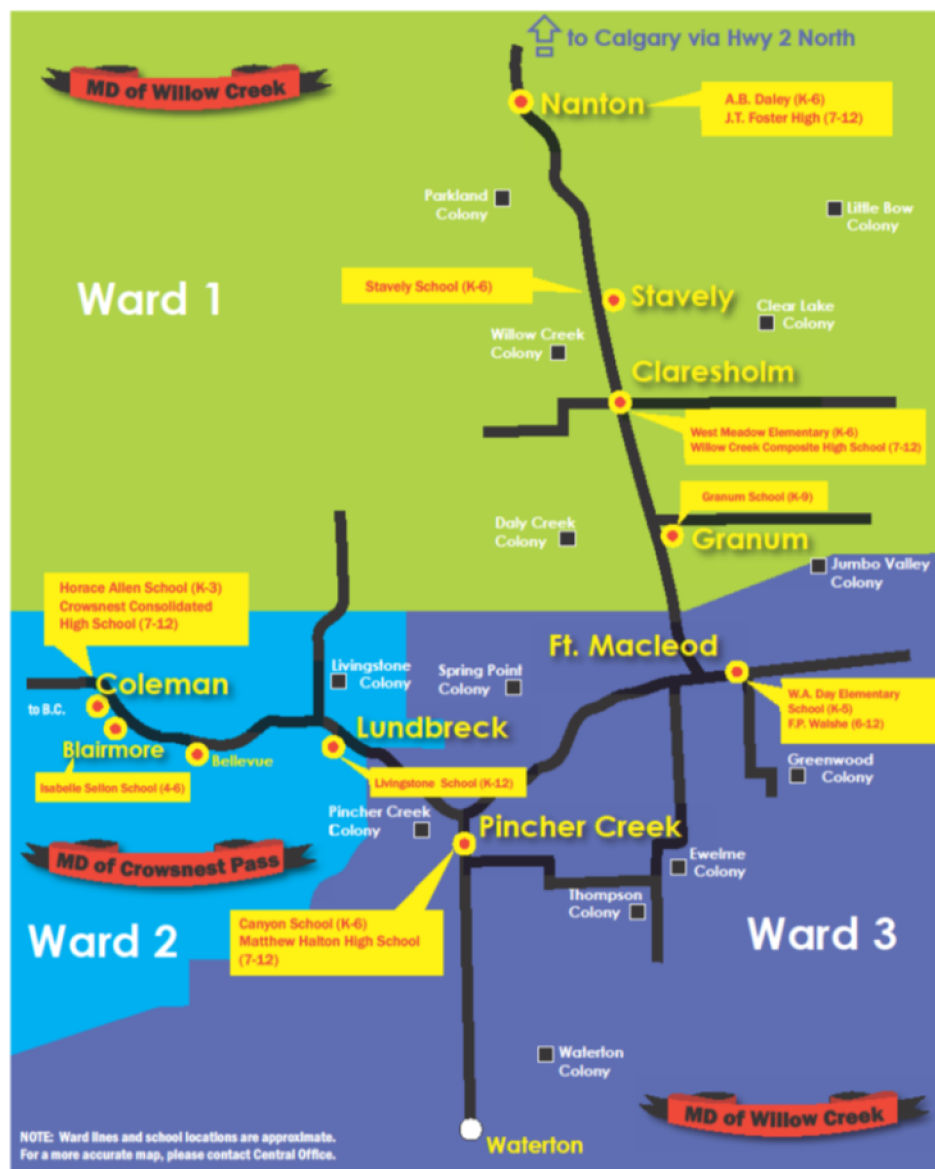 to Calgary via Hwy 2 North
MD of Willow Creek
Nanton
A.B. Daley (K-6)
J.T. Foster High (7-12)
Parkland
Colony
Little Bow
Colony
Ward 1
Stavely School (K-6)
Stavely
Clear Lake
Colony
Willow Creek
Colony
Claresholm
West Meadow Elementary (K-6)
Willow Creek Composite High School (7-12)
Granum School (K-9)
Daly Creek
Colony
Granum
Jumbo Valley
Colony
Horace Allen School (K-3)
Crowsnest Consolidated
High School (7-12)
Ft. Macleod
Livingstone
Colony
Spring Point
Colony
Coleman
to B.C.
W.A. Day Elementary
School
(K-5)
F.P. Walshe (6-12)
Lundbreck
Blairmore
Bellevue
Greenwood
Colony
Isabelle Sellon School (4-6)
Livingstone School (K-12)
Pincher Creek
Colony
Pincher Creek
MD of Crowsnest Pass
Ewelme
Colony
Thompson
Colony
Canyon School (K-6)
Matthew Halton High School
(7-12)
Ward 2
Ward 3
Waterton
Colony
MD of Willow Creek
NOTE: Ward lines and school locations are approximate.
For a more accurate map, please contact Central Office.
Waterton